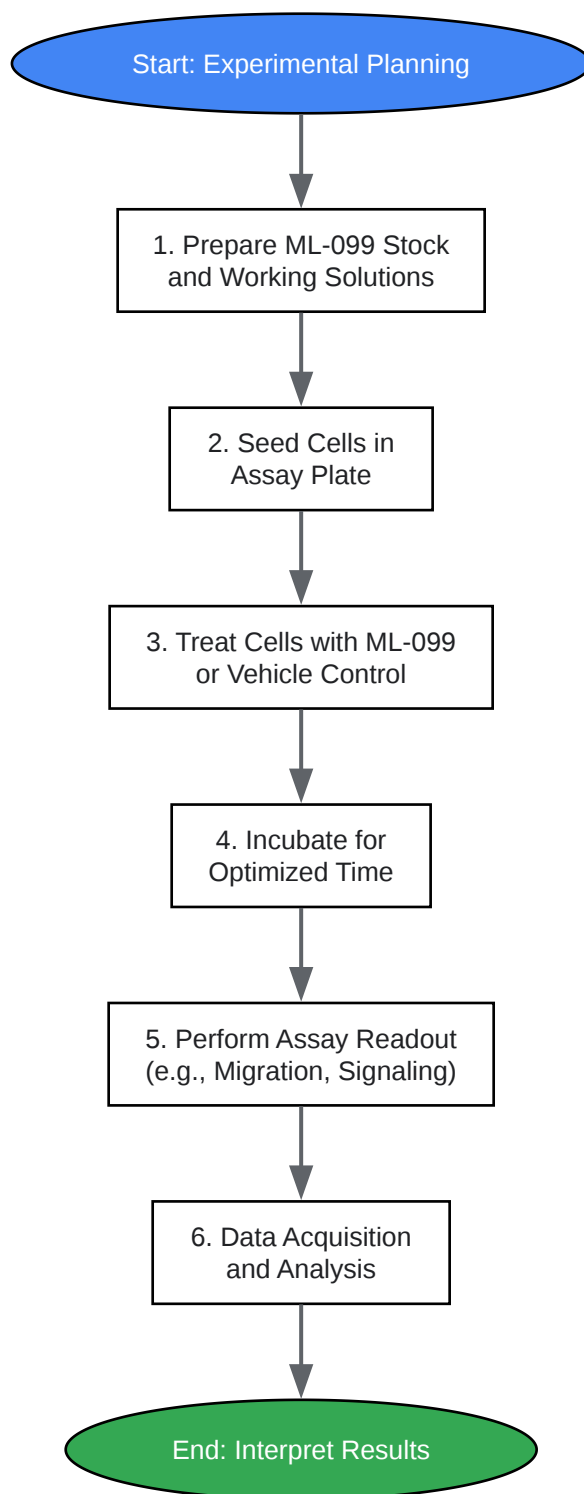 Start: Experimental Planning
1. Prepare ML-099 Stock
and Working Solutions
2. Seed Cells in
Assay Plate
3. Treat Cells with ML-099
or Vehicle Control
4. Incubate for
Optimized Time
5. Perform Assay Readout
(e.g., Migration, Signaling)
6. Data Acquisition
and Analysis
End: Interpret Results